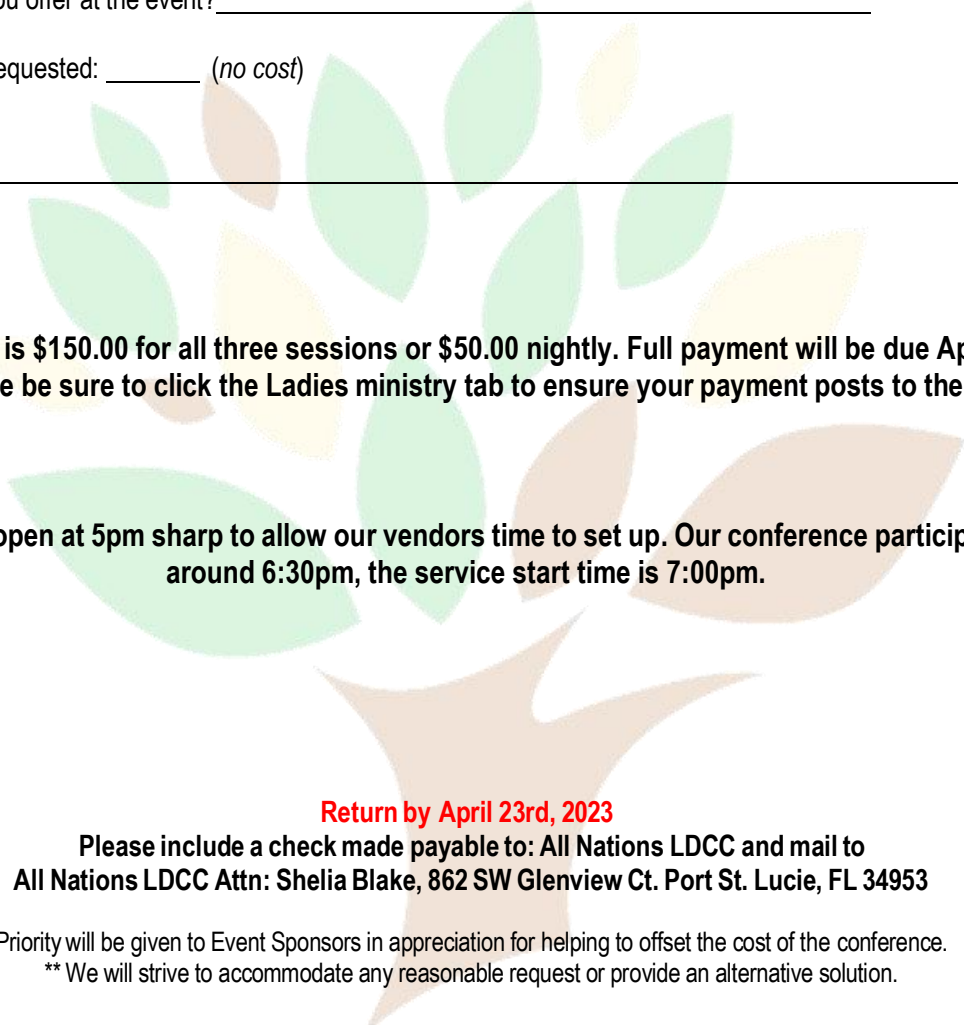 ou offer at the event?
equested: _______ (no cost)
is $150.00 for all three sessions or $50.00 nightly. Full payment will be due Ap
e be sure to click the Ladies ministry tab to ensure your payment posts to the
open at 5pm sharp to allow our vendors time to set up. Our conference particip
around 6:30pm, the service start time is 7:00pm.
Return by April 23rd, 2023
Please include a check made payable to: All Nations LDCC and mail to
All Nations LDCC Attn: Shelia Blake, 862 SW Glenview Ct. Port St. Lucie, FL 34953
Priority will be given to Event Sponsors in appreciation for helping to offset the cost of the conference.
** We will strive to accommodate any reasonable request or provide an alternative solution.